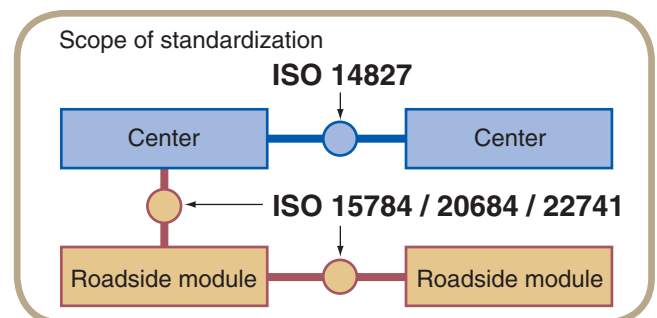 Scope of standardization
ISO 14827
Center
Center
ISO 15784 / 20684 / 22741
Roadside module
Roadside module